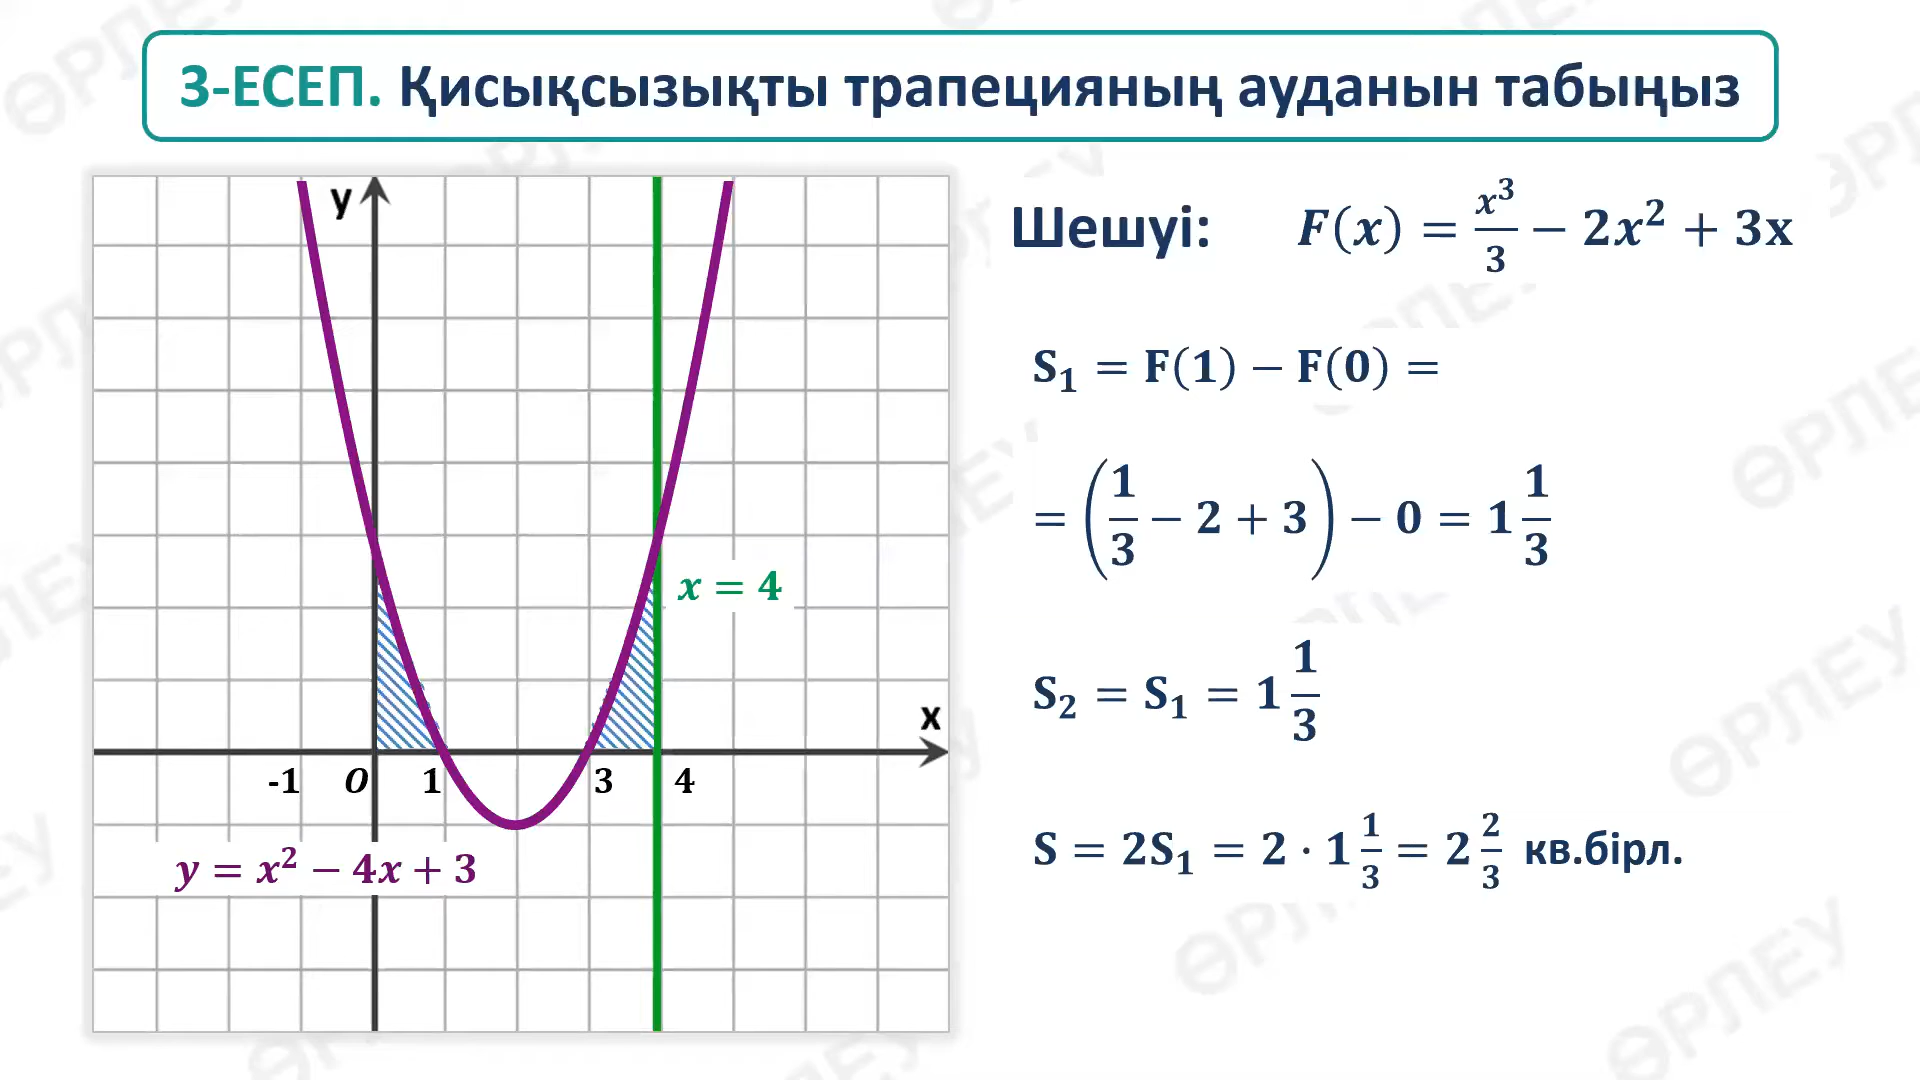 3-ЕСЕП. Қисықсызықты трапецияның ауданын табыңыз
Шешуі: F(x) = x³/3 − 2x² + 3x
S₁ = F(1) − F(0) =
= (1/3 − 2 + 3) − 0 = 1 1/3
S₂ = S₁ = 1 1/3
S = 2S₁ = 2 · 1 1/3 = 2 2/3 кв.бірл.
y
x = 4
x
-1 O 1 3 4
y = x² − 4x + 3
ӨРЛЕУ